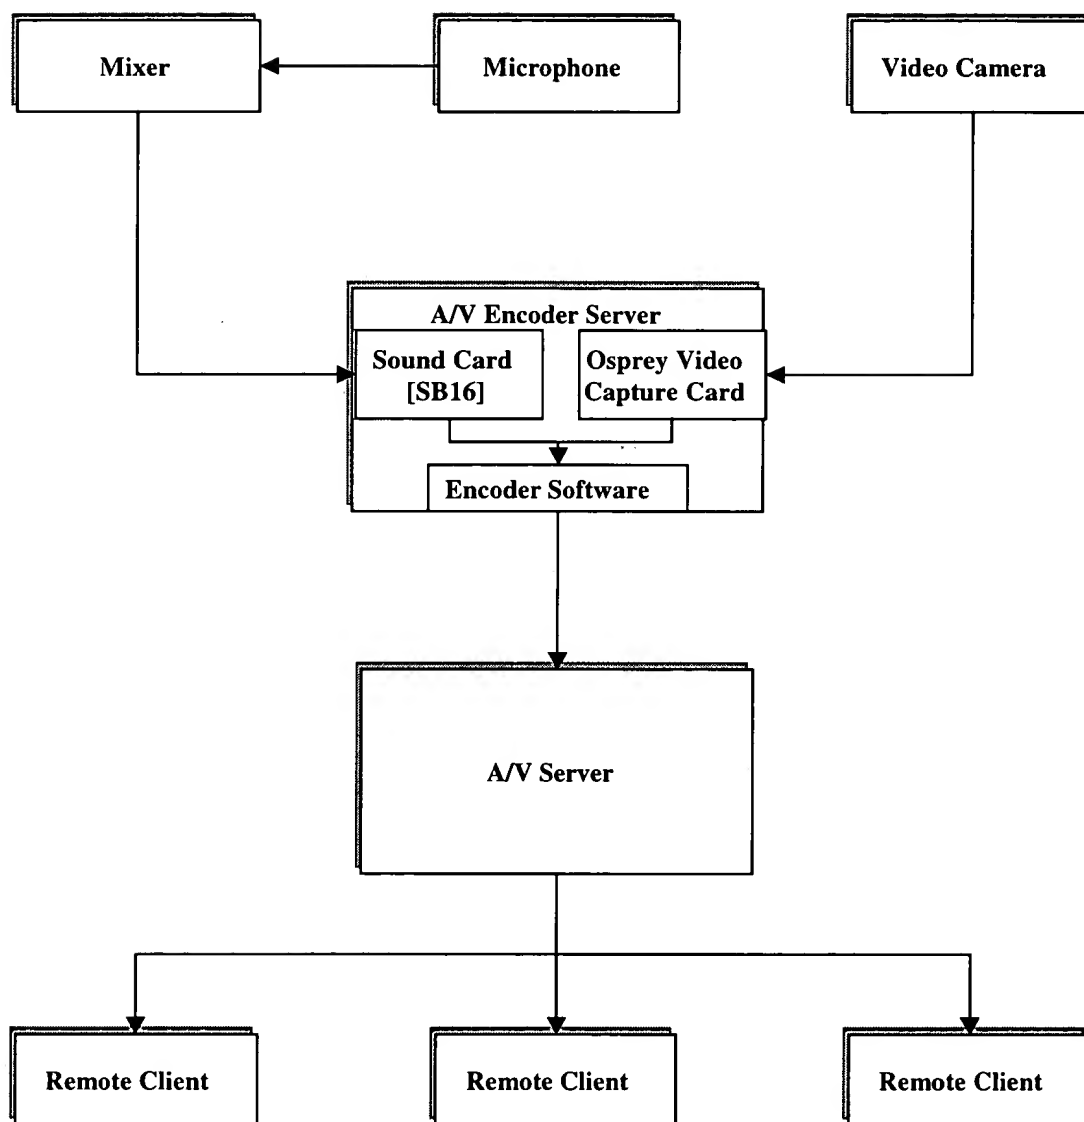 Mixer
Microphone
Video Camera
A/V Encoder Server
Sound Card
[SB16]
Osprey Video
Capture Card
Encoder Software
A/V Server
Remote Client
Remote Client
Remote Client